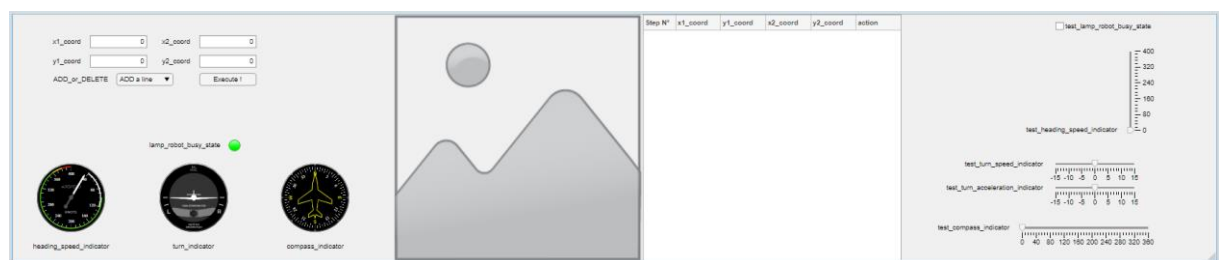 x1_coord 0 x2_coord 0
y1_coord 0 y2_coord 0
ADD_or_DELETE ADD a line Execute !
lamp_robot_busy_state
heading_speed_indicator turn_indicator compass_indicator
Step N° x1_coord y1_coord x2_coord y2_coord action
test_lamp_robot_busy_state
400
320
240
160
80
test_heading_speed_indicator 0
test_turn_speed_indicator
-15 -10 -5 0 5 10 15
test_turn_acceleration_indicator
-15 -10 -5 0 5 10 15
test_compass_indicator
0 40 80 120 160 200 240 280 320 360